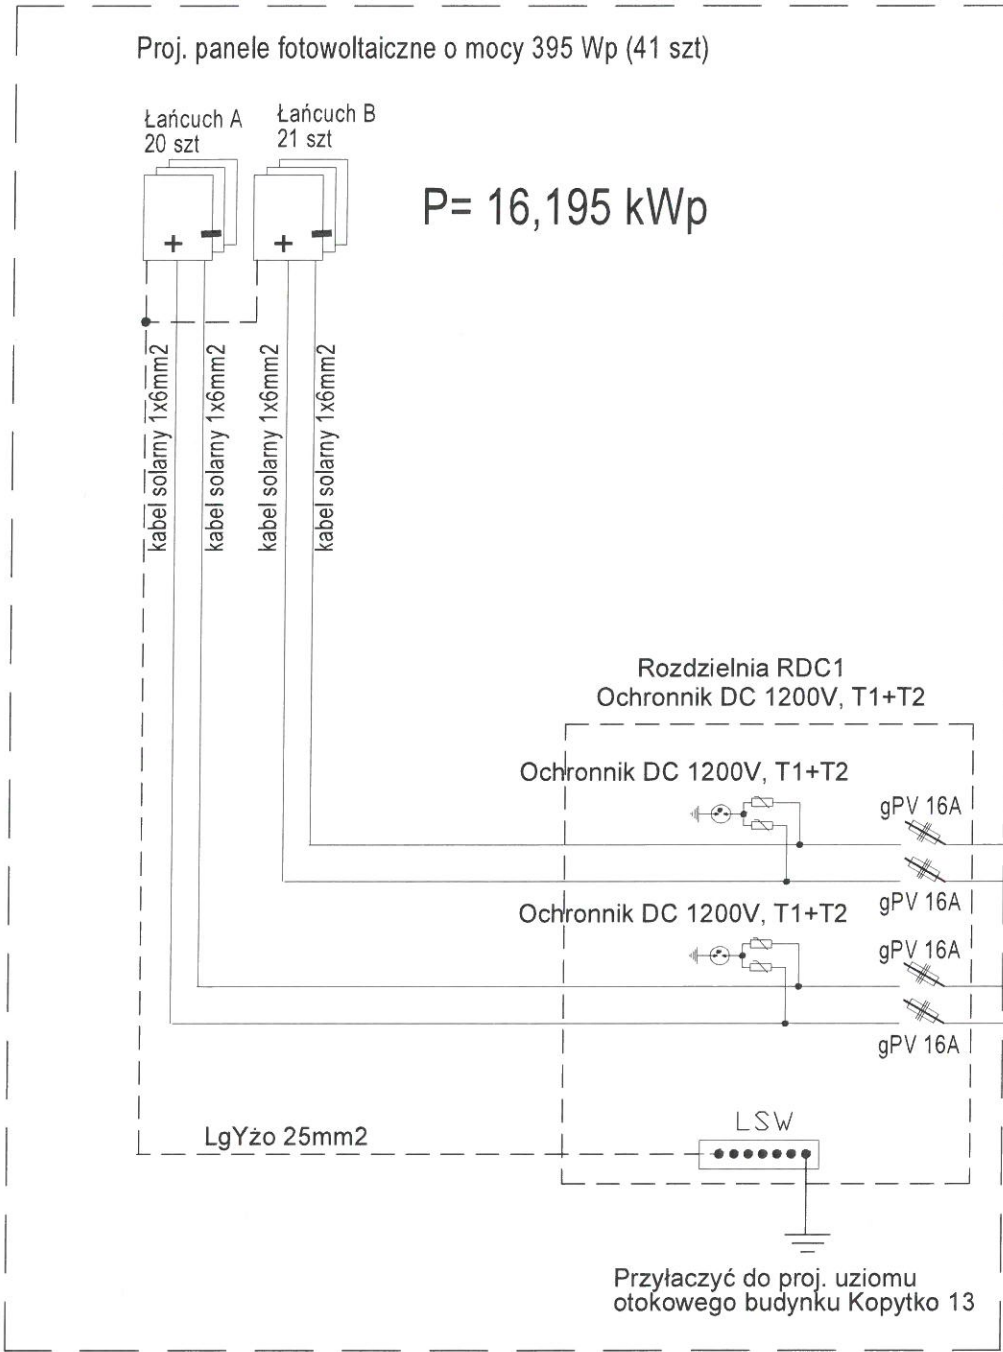 Proj. panele fotowoltaiczne o mocy 395 Wp (41 szt)
Łańcuch A
20 szt
Łańcuch B
21 szt
P= 16,195 kWp
+
+
kabel solarny 1x6mm2
kabel solarny 1x6mm2
kabel solarny 1x6mm2
kabel solarny 1x6mm2
Rozdzielnia RDC1
Ochronnik DC 1200V, T1+T2
Ochronnik DC 1200V, T1+T2
gPV 16A
gPV 16A
Ochronnik DC 1200V, T1+T2
gPV 16A
gPV 16A
LSW
LgYżo 25mm2
Przyłaczyć do proj. uziomu
otokowego budynku Kopytko 13